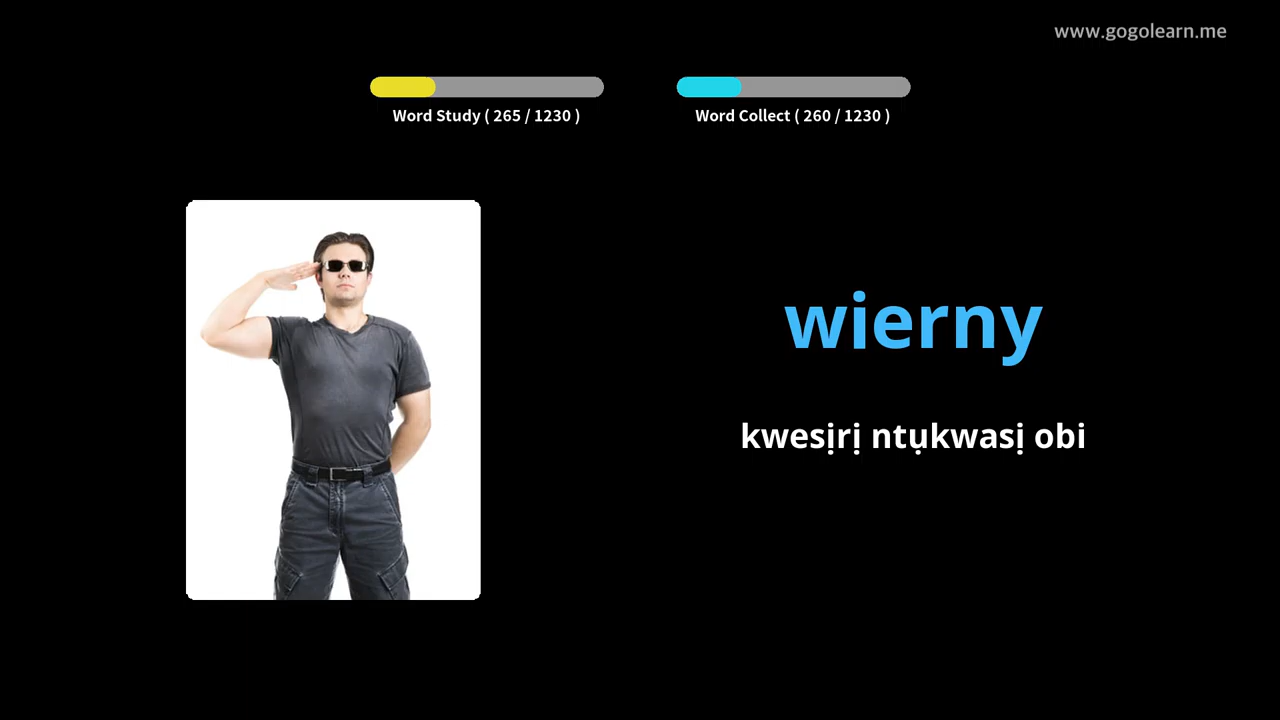 www.gogolearn.me
Word Study ( 265 / 1230 )
Word Collect ( 260 / 1230 )
wierny
kwesịrị ntụkwasị obi